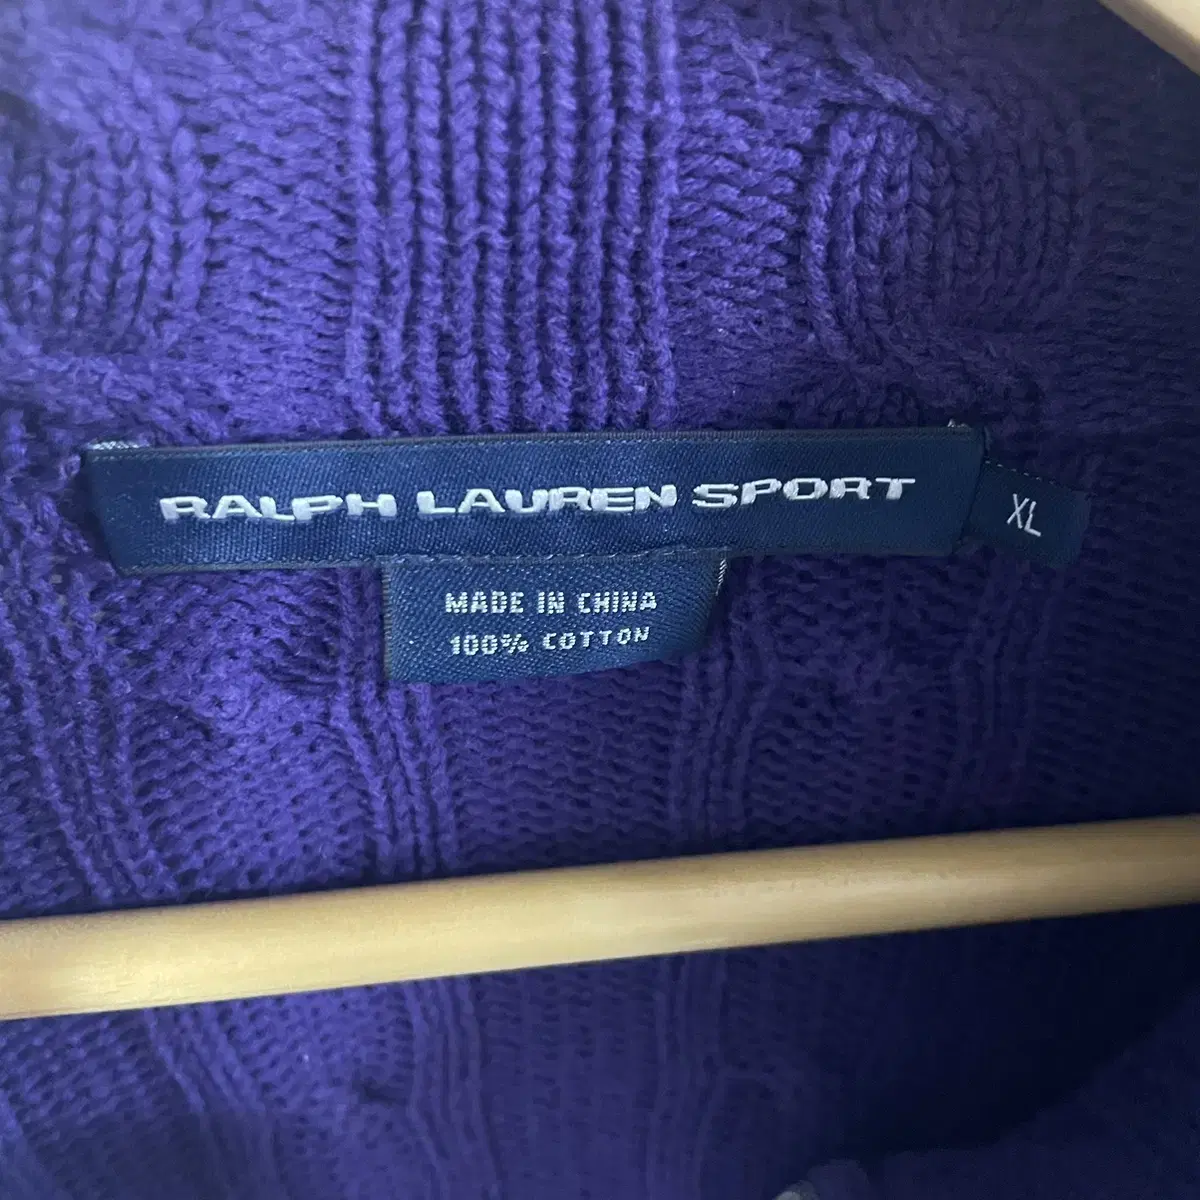 RALPH LAUREN SPORT
XL
MADE IN CHINA
100% COTTON